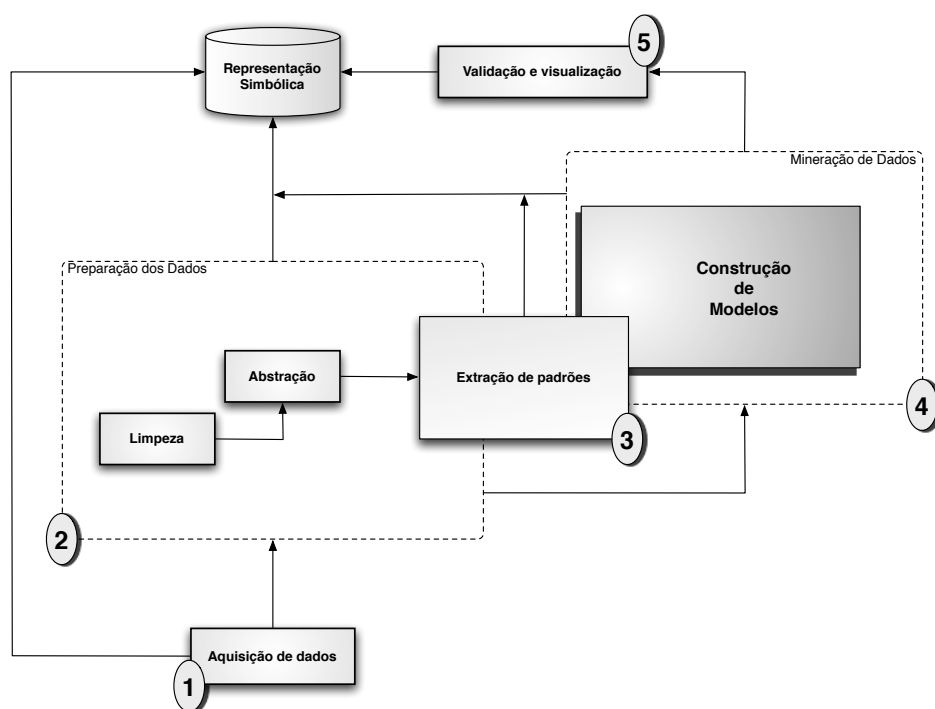 5
Representação
Simbólica
Validação e visualização
Mineração de Dados
Preparação dos Dados
Construção
de
Modelos
Abstração
Extração de padrões
Limpeza
3
4
2
Aquisição de dados
1